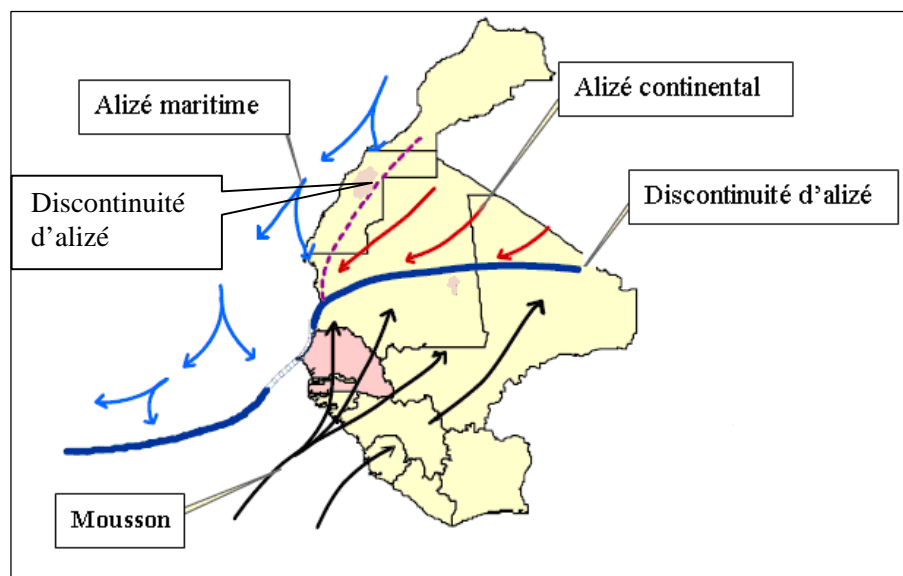 Alizé maritime
Alizé continental
Discontinuité
d’alizé
Discontinuité d’alizé
Mousson